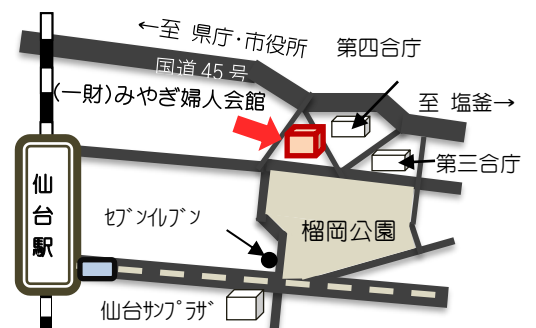 ←至 県庁・市役所
第四合庁
国道45号
(一財)みやぎ婦人会館
至 塩釜→
第三合庁
仙台駅
ｾﾌﾞﾝｲﾚﾌﾞﾝ
榴岡公園
仙台ｻﾝﾌﾟﾗｻﾞ